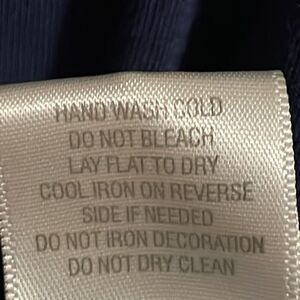 HAND WASH COLD
DO NOT BLEACH
LAY FLAT TO DRY
COOL IRON ON REVERSE
SIDE IF NEEDED
DO NOT IRON DECORATION
DO NOT DRY CLEAN